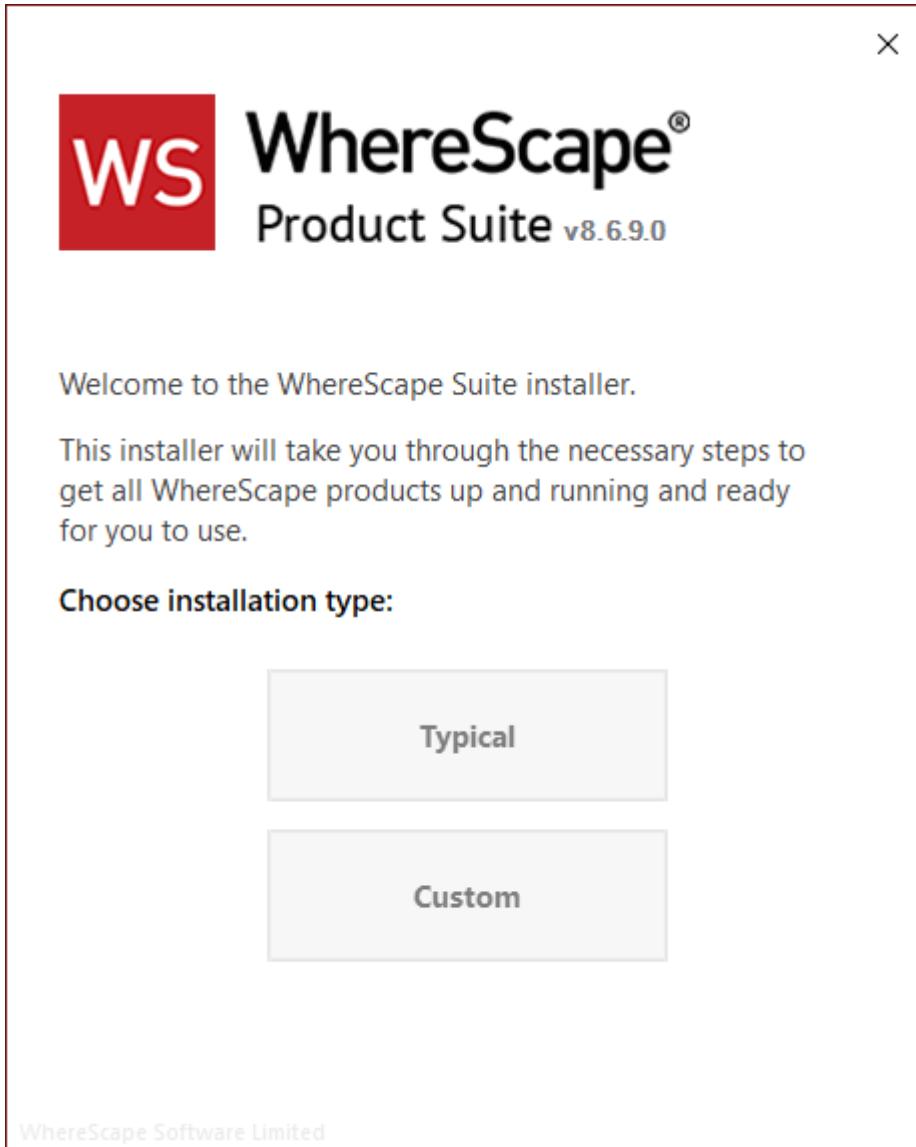 WS
WhereScape®
Product Suite v8.6.9.0
Welcome to the WhereScape Suite installer.
This installer will take you through the necessary steps to
get all WhereScape products up and running and ready
for you to use.
Choose installation type:
Typical
Custom
WhereScape Software Limited